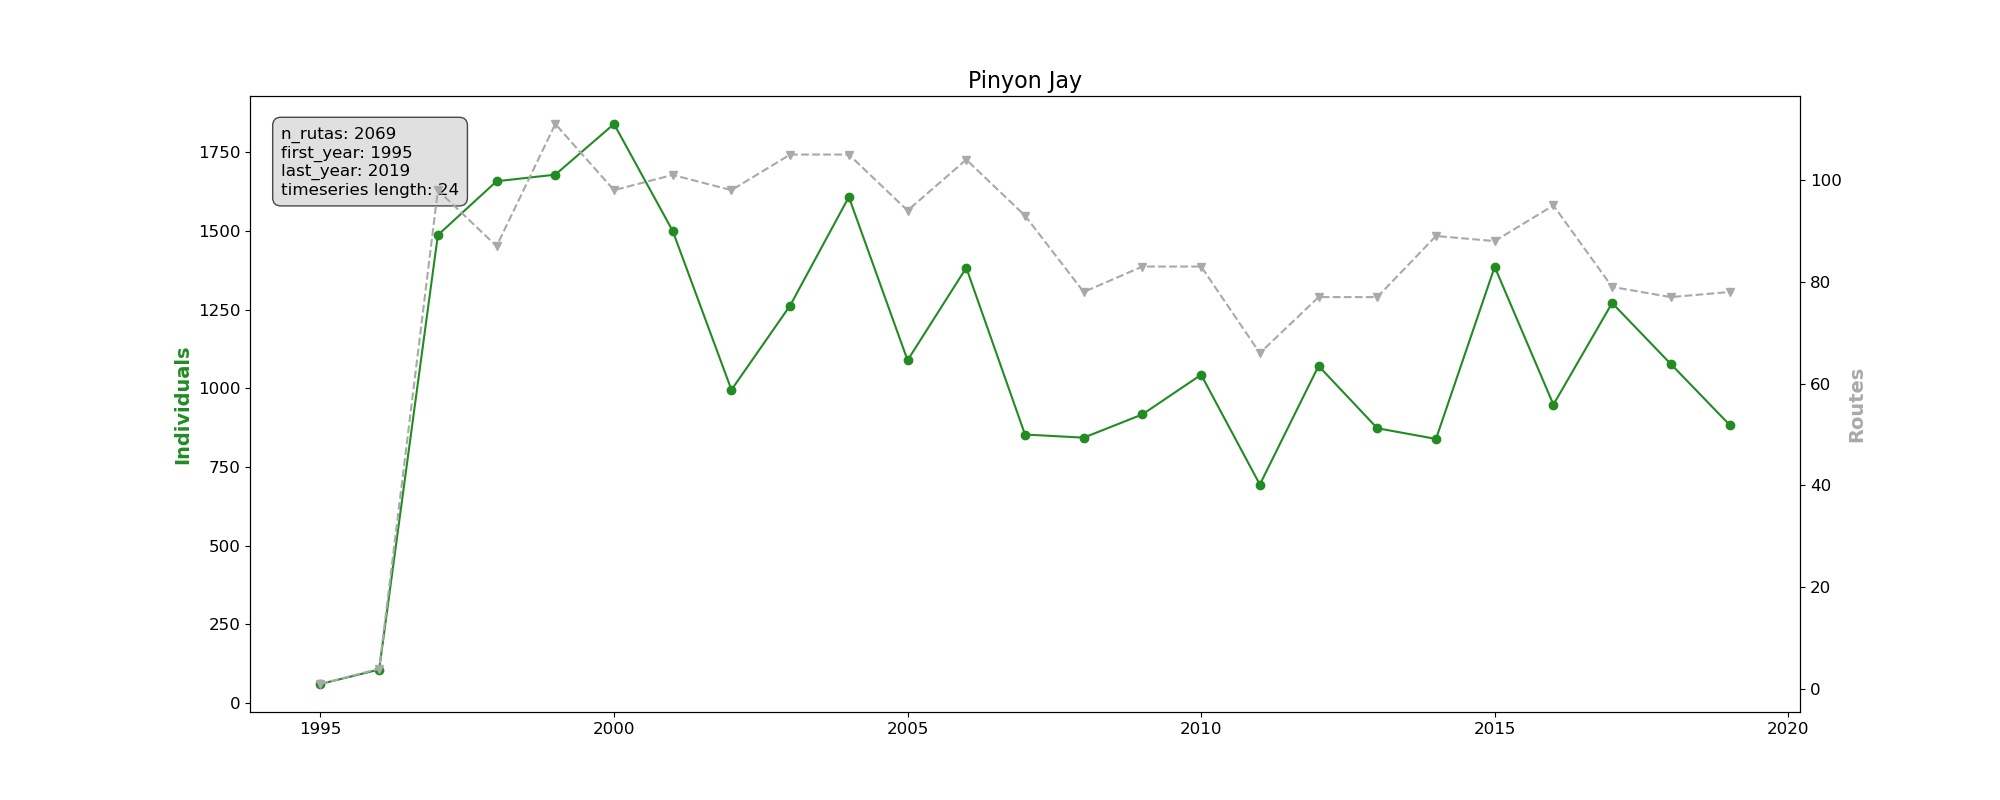 Pinyon Jay
n_rutas: 2069
first_year: 1995
last_year: 2019
timeseries length: 24
Individuals
1750
1500
1250
1000
750
500
250
0
100
80
60
40
20
0
Routes
1995 2000 2005 2010 2015 2020